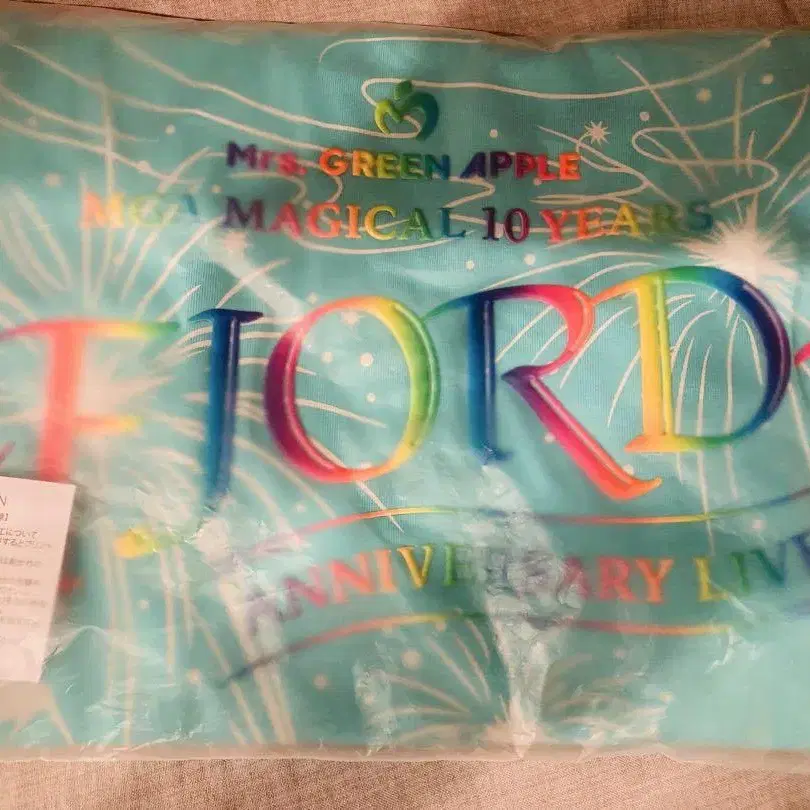 Mrs. GREEN APPLE
MGA MAGICAL 10 YEARS
FJORD
ANNIVERSARY LIVE